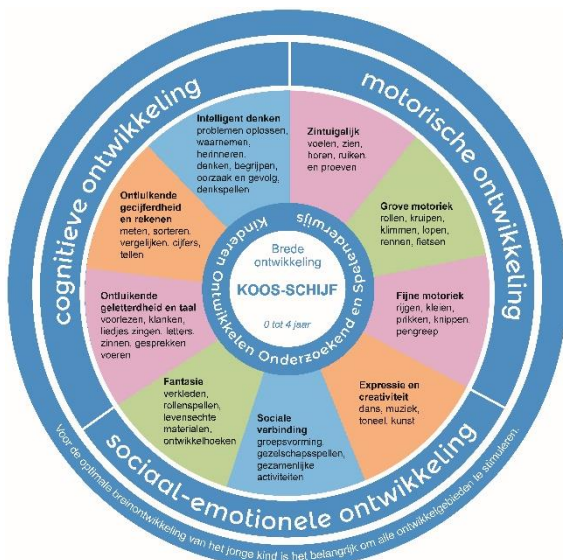 cognitieve ontwikkeling
motorische ontwikkeling
sociaal-emotionele ontwikkeling
Intelligent denken
problemen oplossen,
waarnemen,
herinneren,
denken, begrijpen,
oorzaak en gevolg,
denkspellen
Zintuigelijk
voelen, zien,
horen, ruiken,
en proeven
Grove motoriek
rollen, kruipen,
klimmen, lopen,
rennen, fietsen
Fijne motoriek
rijgen, kleien,
prikken, knippen,
pengreep
Expressie en
creativiteit
dans, muziek,
toneel, kunst
Sociale
verbinding
groepsvorming,
gezelschapsspellen,
gezamenlijke
activiteiten
Fantasie
verkleden,
rollenspellen,
levensechte
materialen,
ontwikkelhoeken
Ontluikende
geletterdheid en taal
voorlezen, klanken,
liedjes zingen, letters,
zinnen, gesprekken
voeren
Ontluikende
gecijferdheid
en rekenen
meten, sorteren,
vergelijken, cijfers,
tellen
Kinderen Ontwikkelen Onderzoekend en Spelenderwijs
Brede
ontwikkeling
KOOS-SCHIJF
0 tot 4 jaar
Voor de optimale breinontwikkeling van het jonge kind is het belangrijk om alle ontwikkelgebieden te stimuleren.